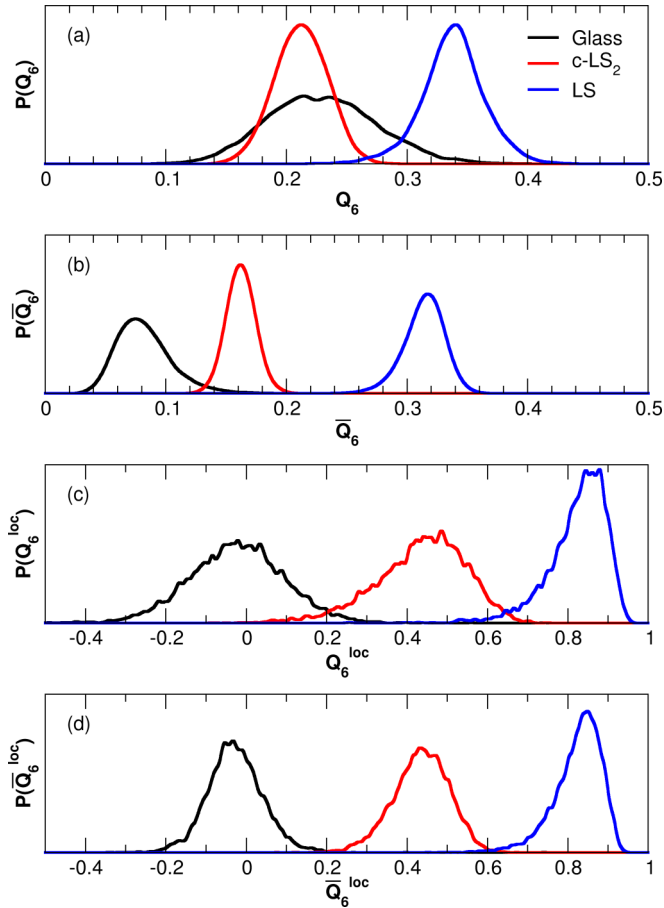 (a)
Glass
c-LS₂
LS
P(Q₆)
0 0.1 0.2 0.3 0.4 0.5
Q₆
(b)
P(Q̅₆)
0 0.1 0.2 0.3 0.4 0.5
Q̅₆
(c)
P(Q₆ˡᵒᶜ)
-0.4 -0.2 0 0.2 0.4 0.6 0.8 1
Q₆ˡᵒᶜ
(d)
P(Q̅₆ˡᵒᶜ)
-0.4 -0.2 0 0.2 0.4 0.6 0.8 1
Q̅₆ˡᵒᶜ